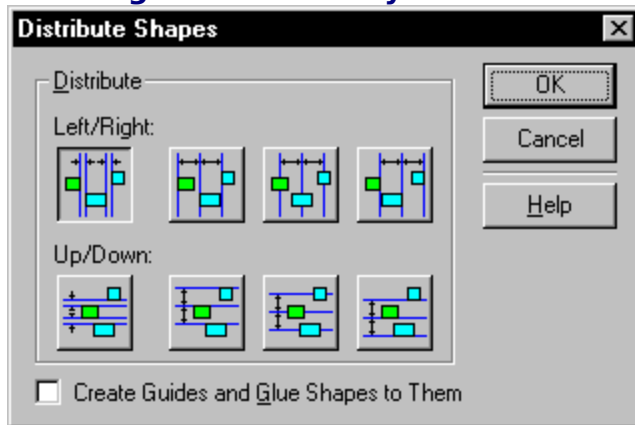 Distribute Shapes
Distribute
OK
Left/Right:
Cancel
Help
Up/Down:
Create Guides and Glue Shapes to Them